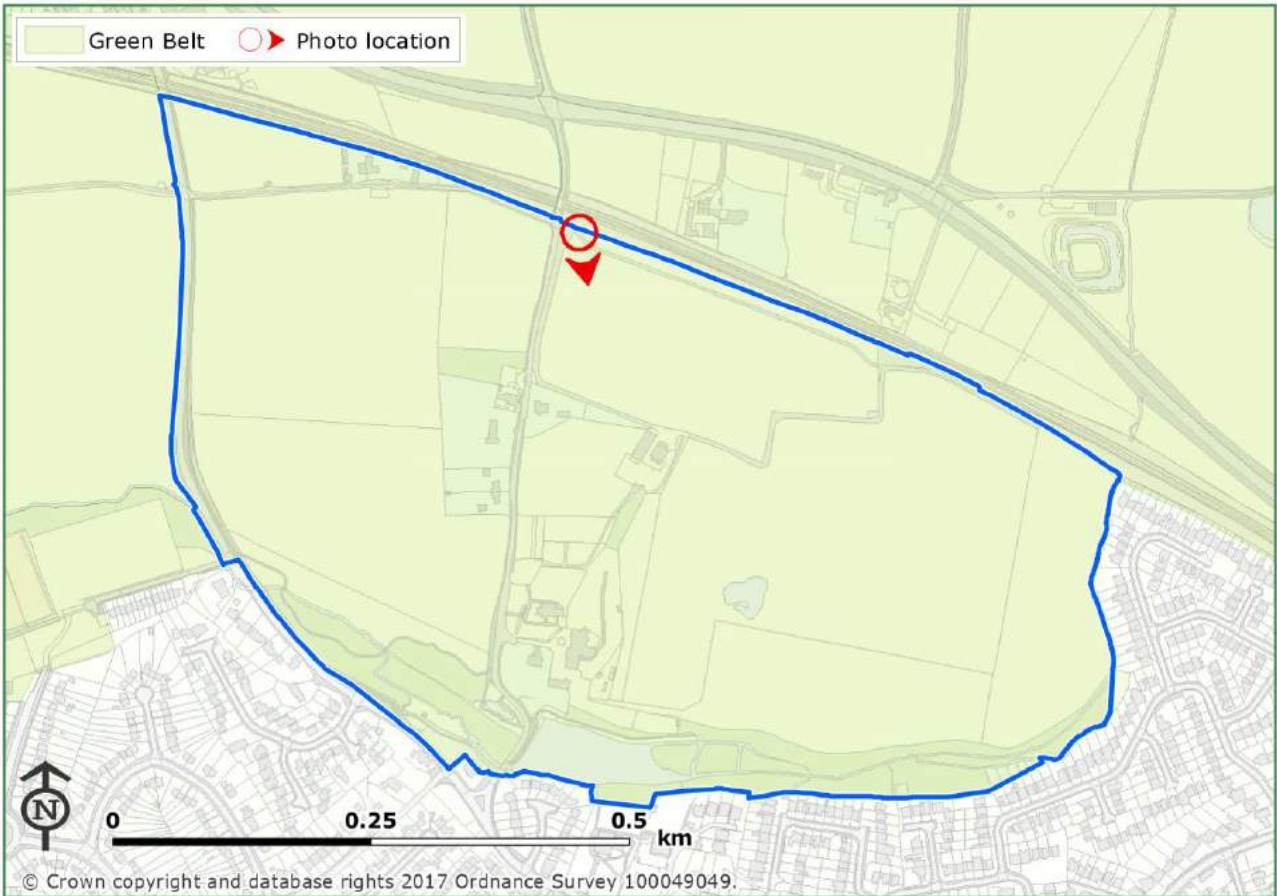 Green Belt Photo location
N
0 0.25 0.5
km
© Crown copyright and database rights 2017 Ordnance Survey 100049049.